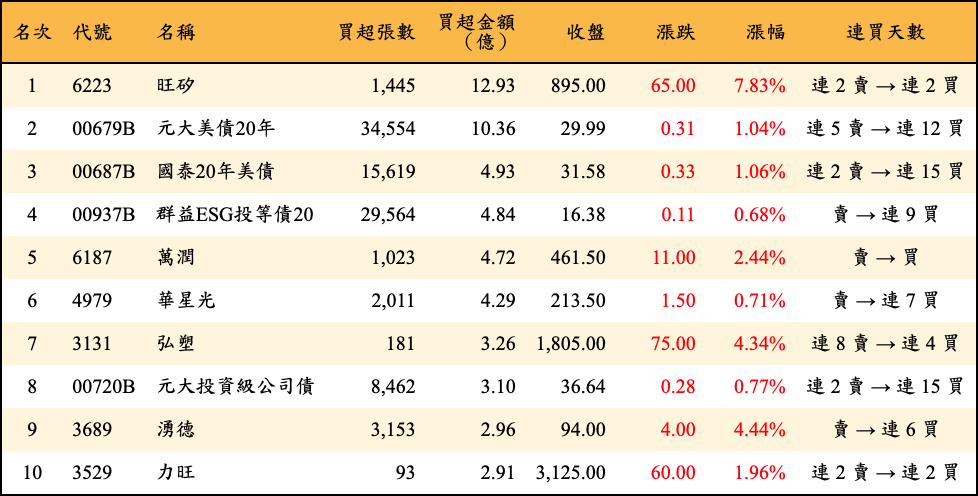 名次 代號 名稱 買超張數 買超金額（億） 收盤 漲跌 漲幅 連買天數
1 6223 旺矽 1,445 12.93 895.00 65.00 7.83% 連 2 賣 → 連 2 買
2 00679B 元大美債20年 34,554 10.36 29.99 0.31 1.04% 連 5 賣 → 連 12 買
3 00687B 國泰20年美債 15,619 4.93 31.58 0.33 1.06% 連 2 賣 → 連 15 買
4 00937B 群益ESG投等債20 29,564 4.84 16.38 0.11 0.68% 賣 → 連 9 買
5 6187 萬潤 1,023 4.72 461.50 11.00 2.44% 賣 → 買
6 4979 華星光 2,011 4.29 213.50 1.50 0.71% 賣 → 連 7 買
7 3131 弘塑 181 3.26 1,805.00 75.00 4.34% 連 8 賣 → 連 4 買
8 00720B 元大投資級公司債 8,462 3.10 36.64 0.28 0.77% 連 2 賣 → 連 15 買
9 3689 湧德 3,153 2.96 94.00 4.00 4.44% 賣 → 連 6 買
10 3529 力旺 93 2.91 3,125.00 60.00 1.96% 連 2 賣 → 連 2 買